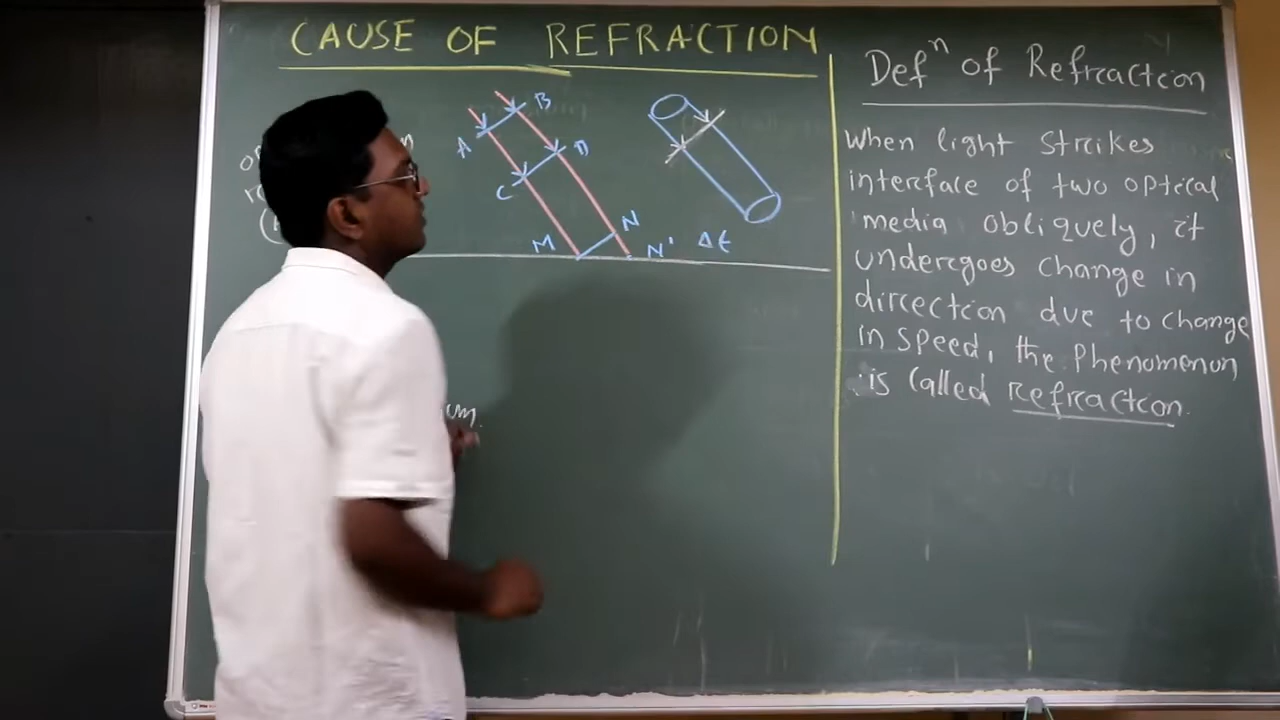 CAUSE OF REFRACTION
B
A
D
C
N
M
N' Δt
Defⁿ of Refraction
When light strikes
interface of two optical
media obliquely, it
undergoes change in
direction due to change
in speed, the phenomenon
is called refraction.